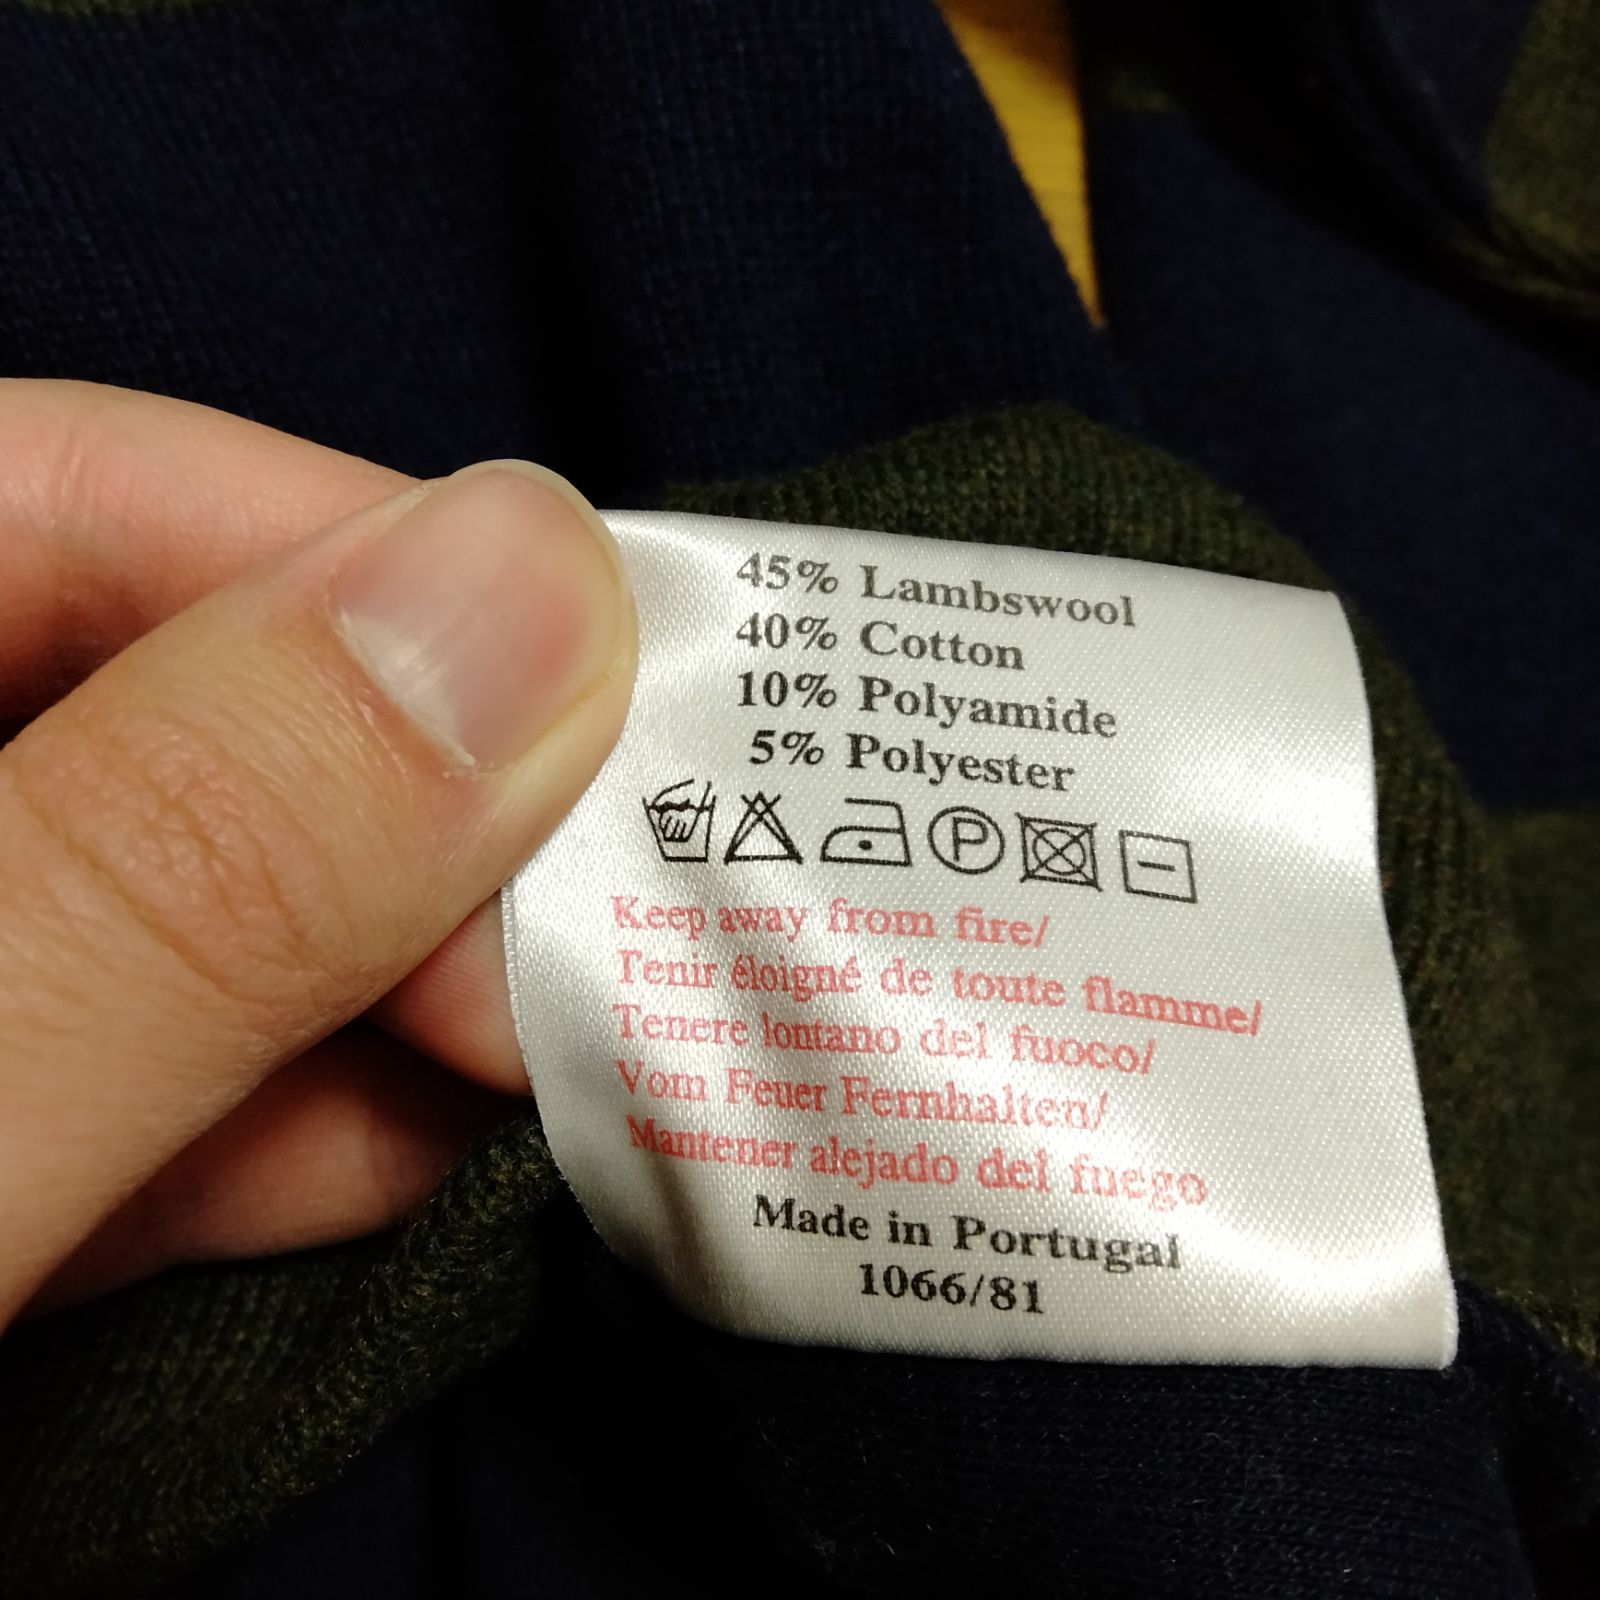 45% Lambswool
40% Cotton
10% Polyamide
5% Polyester
P
Keep away from fire/
Tenir éloigné de toute flamme/
Tenere lontano del fuoco/
Vom Feuer Fernhalten/
Mantener alejado del fuego
Made in Portugal
1066/81